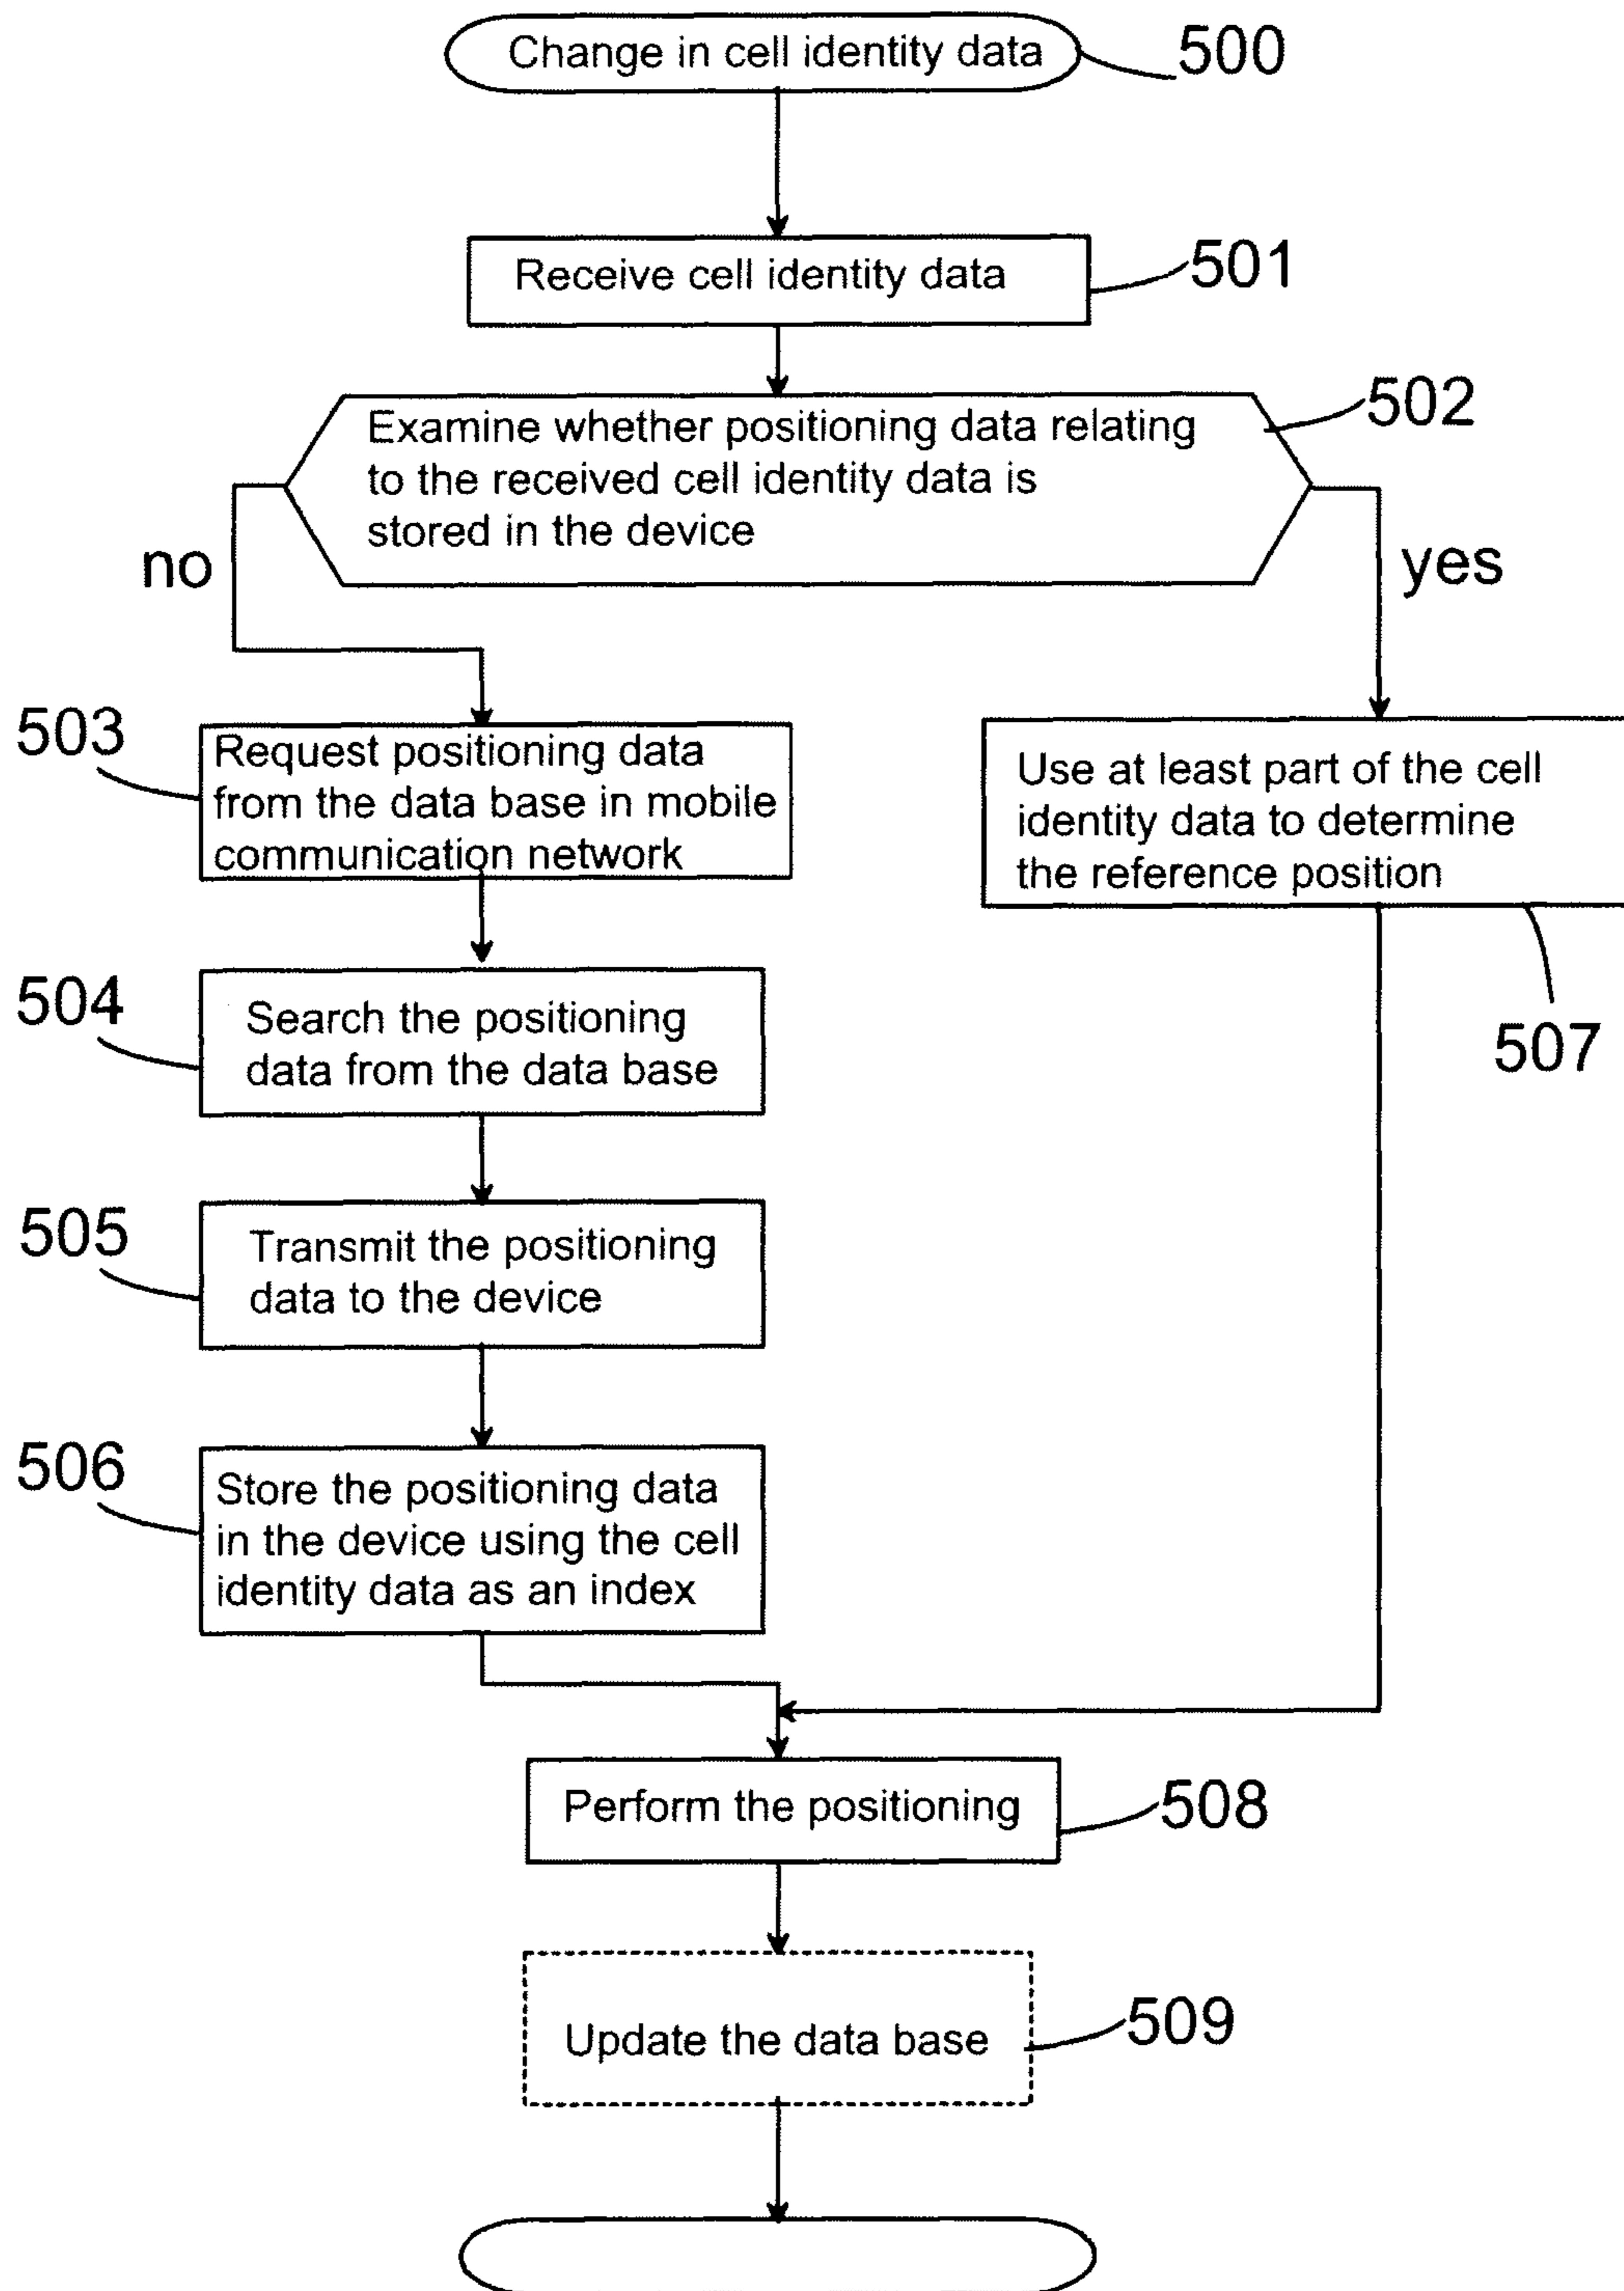 Change in cell identity data
500
Receive cell identity data
501
Examine whether positioning data relating
to the received cell identity data is
stored in the device
502
no
yes
503
Request positioning data
from the data base in mobile
communication network
Use at least part of the cell
identity data to determine
the reference position
507
504
Search the positioning
data from the data base
505
Transmit the positioning
data to the device
506
Store the positioning data
in the device using the cell
identity data as an index
Perform the positioning
508
Update the data base
509